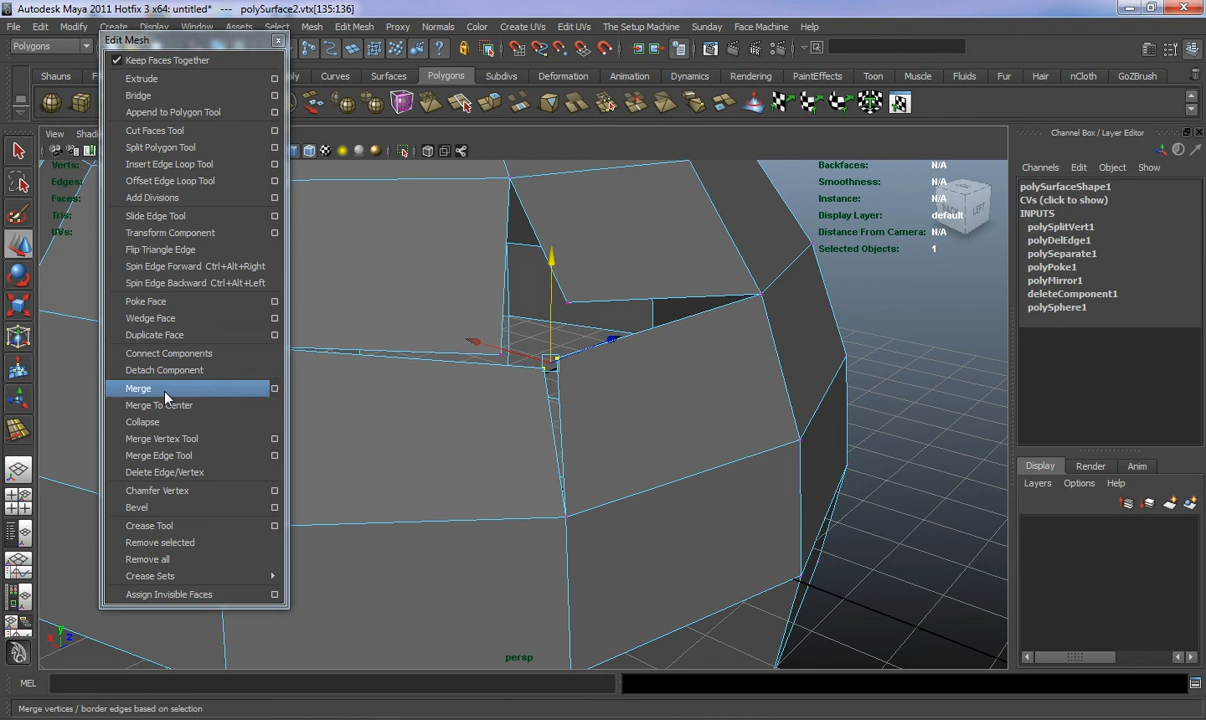 Autodesk Maya 2011 Hotfix 3 x64: untitled* --- polySurface2.vtx[135:136]
File Edit Modify Create Display Window Assets Select Mesh Edit Mesh Proxy Normals Color Create UVs Edit UVs The Setup Machine Sunday Muscle Face Machine Help
Edit Mesh
Polygons
Shauns
Curves Surfaces Polygons Subdivs Deformation Animation Dynamics Rendering PaintEffects Toon Muscle Fluids Fur Hair nCloth GoZBrush
Keep Faces Together
Extrude
Bridge
Append to Polygon Tool
Cut Faces Tool
Split Polygon Tool
Insert Edge Loop Tool
Offset Edge Loop Tool
Add Divisions
Slide Edge Tool
Transform Component
Flip Triangle Edge
Spin Edge Forward Ctrl+Alt+Right
Spin Edge Backward Ctrl+Alt+Left
Poke Face
Wedge Face
Duplicate Face
Connect Components
Detach Component
Merge
Merge To Center
Collapse
Merge Vertex Tool
Merge Edge Tool
Delete Edge/Vertex
Chamfer Vertex
Bevel
Crease Tool
Remove selected
Remove all
Crease Sets
Assign Invisible Faces
View
Verts:
Edges:
Faces:
Tris:
UVs:
Backfaces: N/A
Smoothness: N/A
Instance: N/A
Display Layer: default
Distance From Camera: N/A
Selected Objects: 1
BACK LEFT
persp
Channel Box / Layer Editor
Channels Edit Object Show
polySurfaceShape1
CVs (click to show)
INPUTS
polySplitVert1
polyDelEdge1
polySeparate1
polyPoke1
polyMirror1
deleteComponent1
polySphere1
Display Render Anim
Layers Options Help
MEL
Merge vertices / border edges based on selection